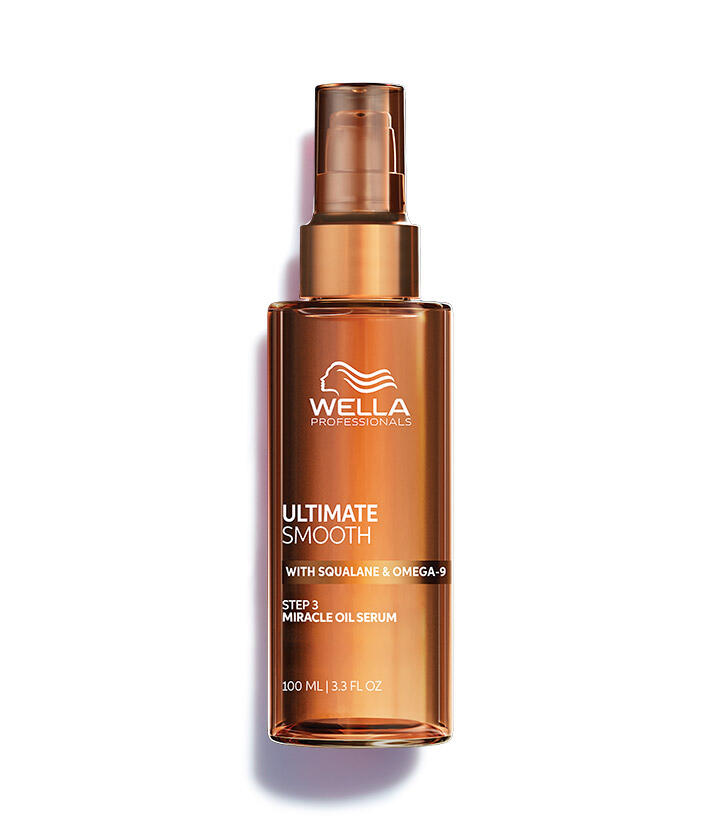 WELLA
PROFESSIONALS
ULTIMATE
SMOOTH
WITH SQUALANE & OMEGA-9
STEP 3
MIRACLE OIL SERUM
100 ML | 3.3 FL OZ